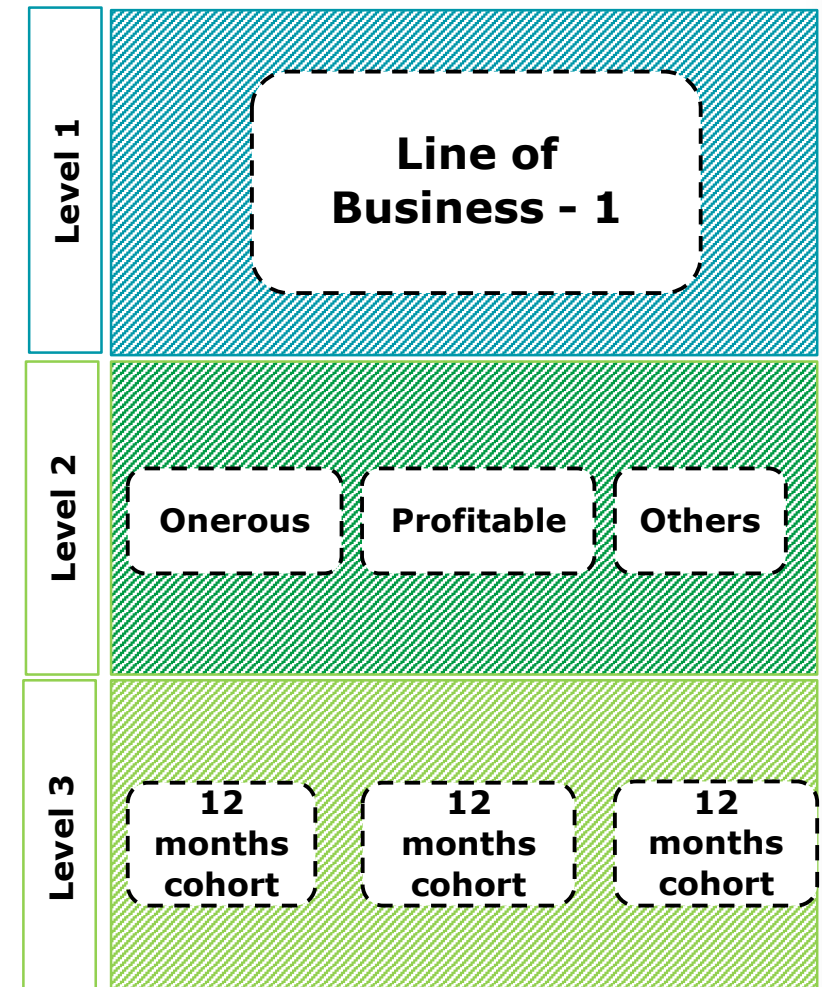 Level 1
Line of
Business - 1
Level 2
Onerous
Profitable
Others
Level 3
12
months
cohort
12
months
cohort
12
months
cohort